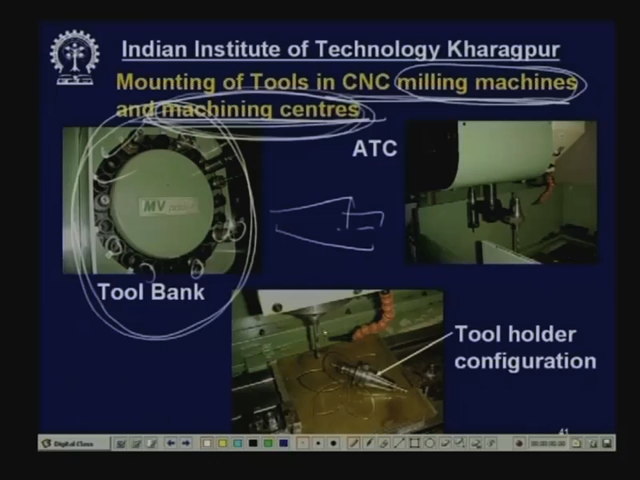 Indian Institute of Technology Kharagpur
Mounting of Tools in CNC milling machines
and machining centres
ATC
MV
Tool Bank
Tool holder
configuration
41
Digital Class